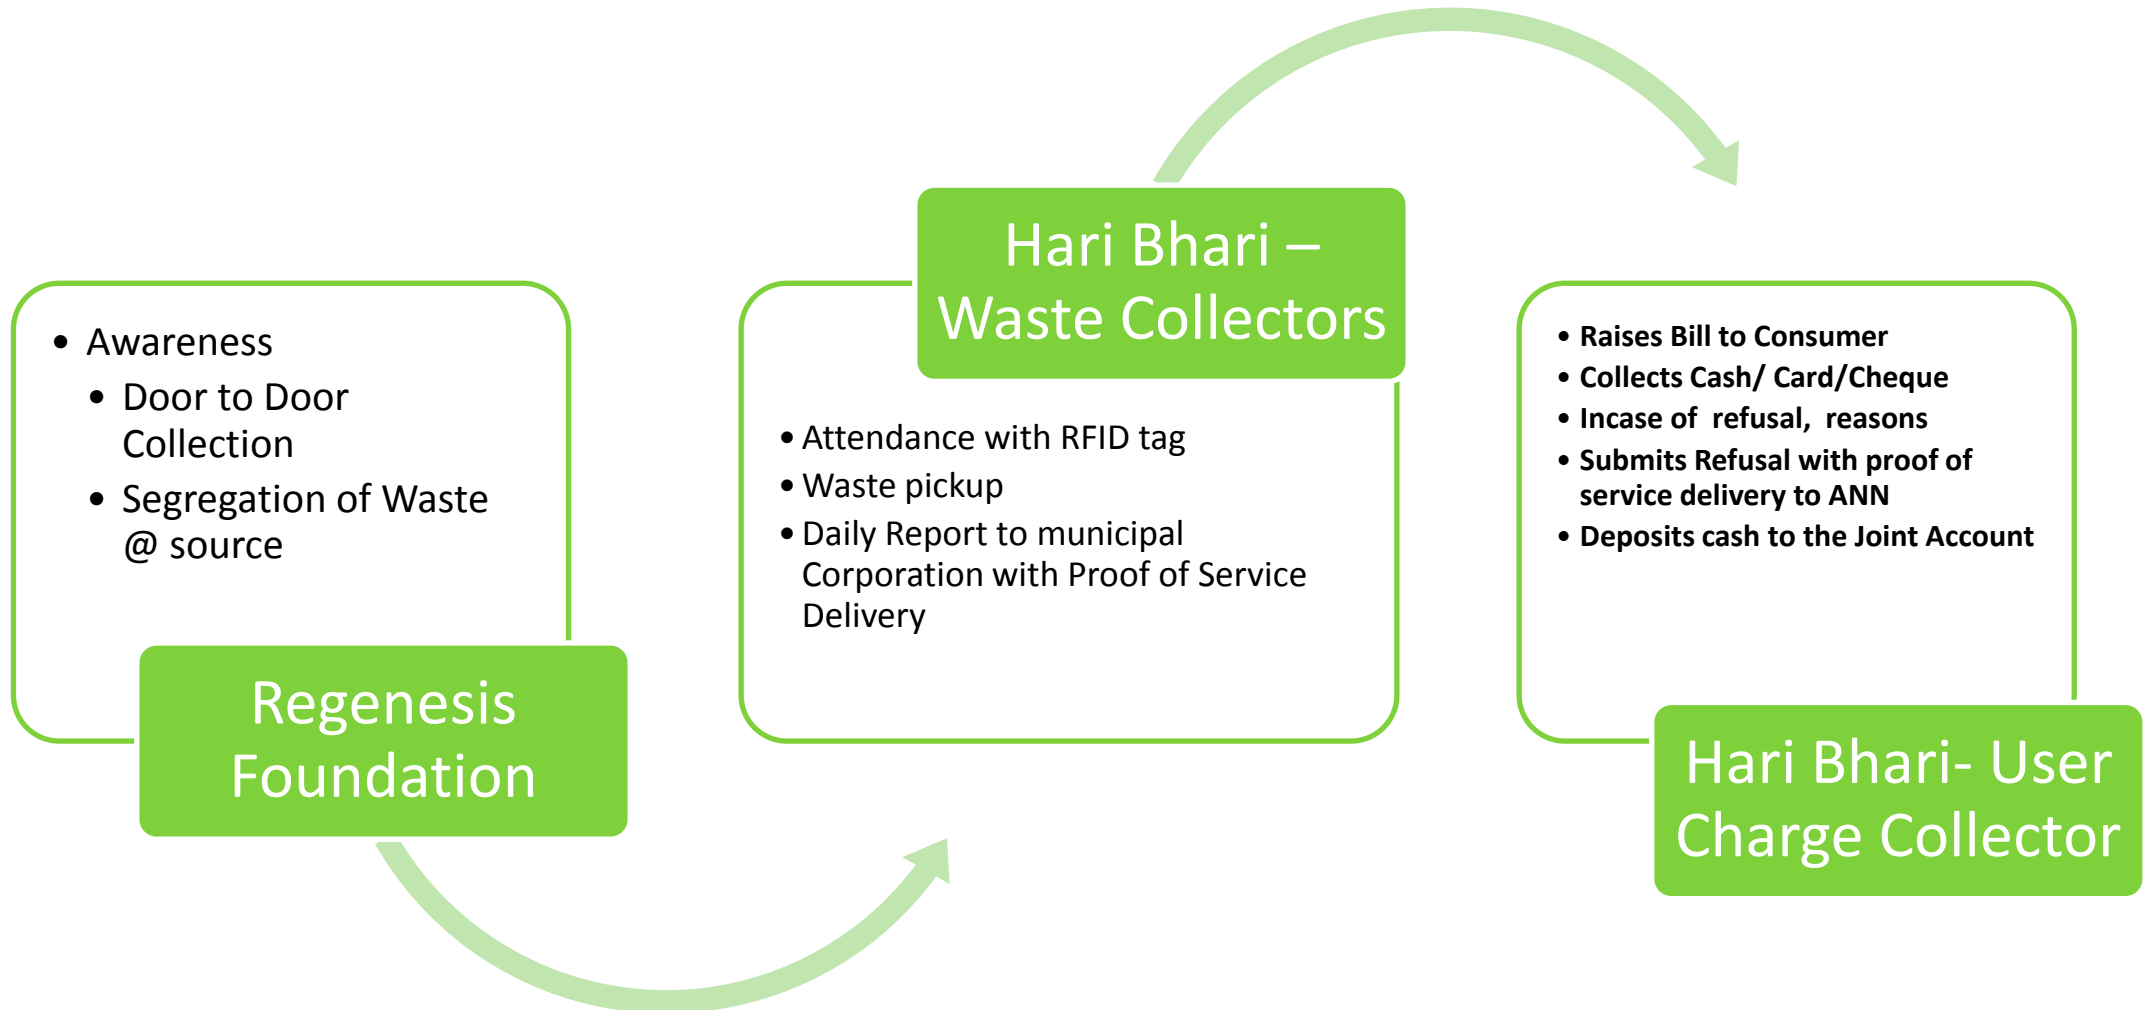 • Awareness
• Door to Door
Collection
• Segregation of Waste
@ source
Regenesis
Foundation
Hari Bhari –
Waste Collectors
• Attendance with RFID tag
• Waste pickup
• Daily Report to municipal
Corporation with Proof of Service
Delivery
• Raises Bill to Consumer
• Collects Cash/ Card/Cheque
• Incase of  refusal,  reasons
• Submits Refusal with proof of
service delivery to ANN
• Deposits cash to the Joint Account
Hari Bhari- User
Charge Collector